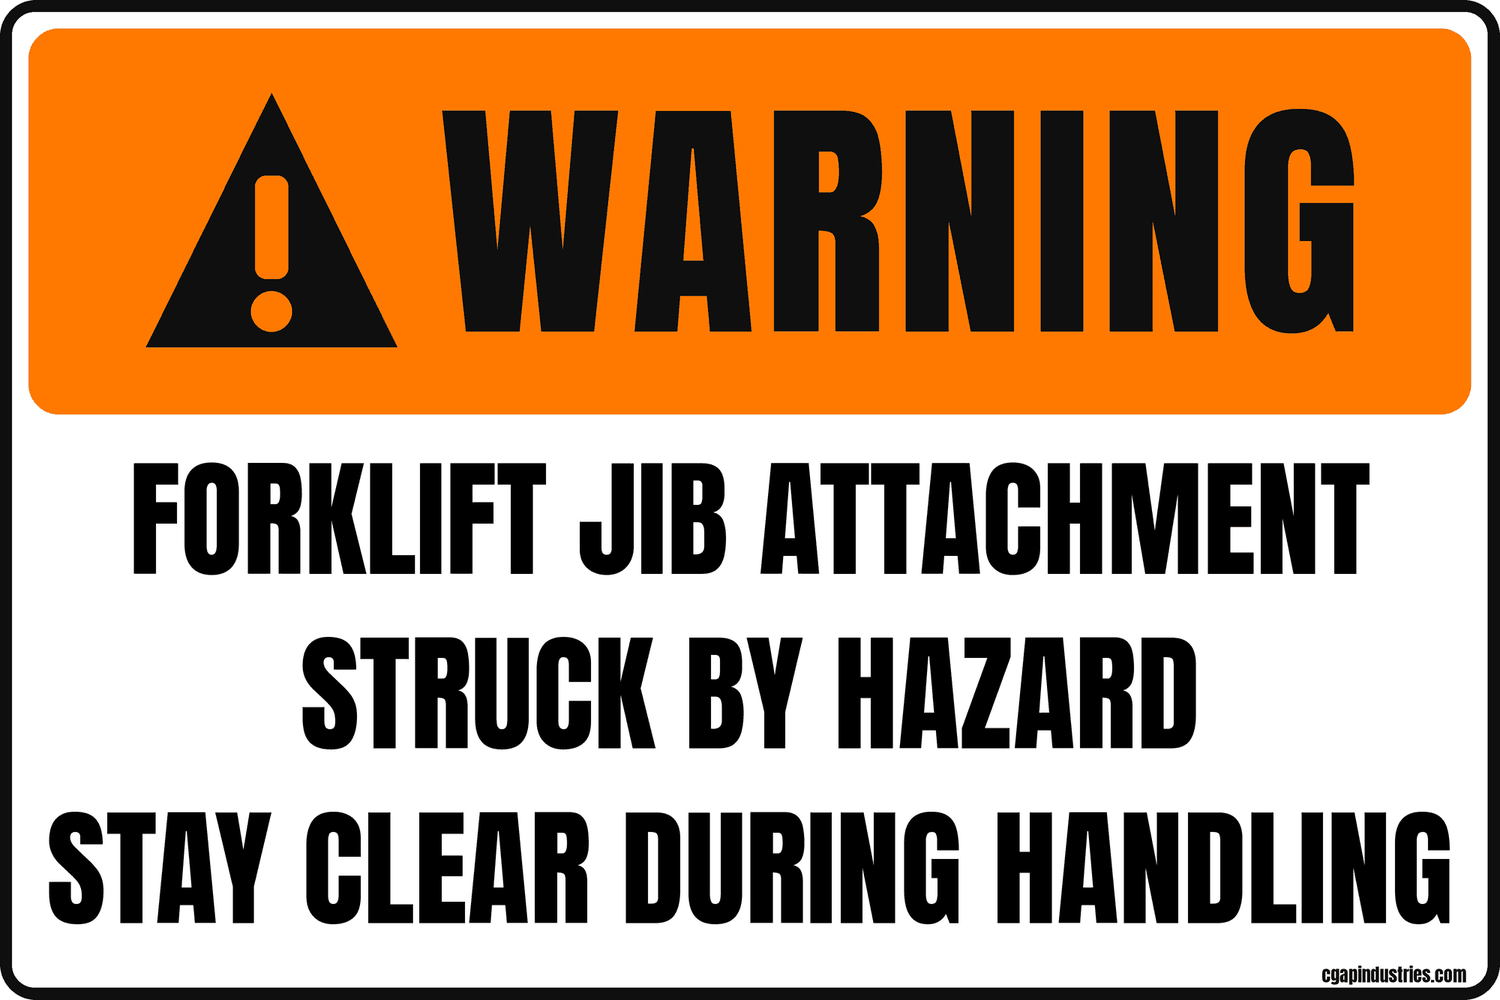 WARNING
FORKLIFT JIB ATTACHMENT
STRUCK BY HAZARD
STAY CLEAR DURING HANDLING
cgapindustries.com